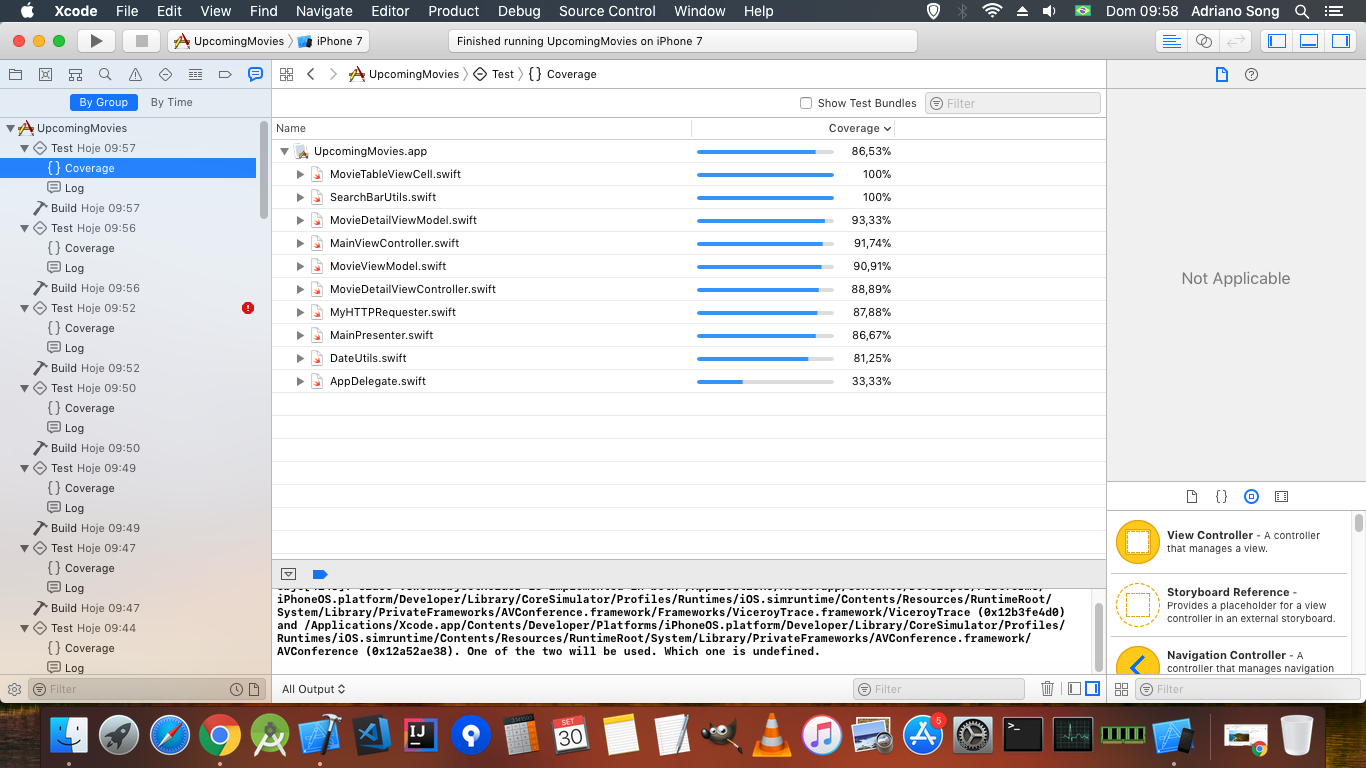 Xcode File Edit View Find Navigate Editor Product Debug Source Control Window Help Dom 09:58 Adriano Song
UpcomingMovies iPhone 7 Finished running UpcomingMovies on iPhone 7
UpcomingMovies Test {} Coverage
By Group By Time
Show Test Bundles Filter
Name Coverage
UpcomingMovies.app 86,53%
MovieTableViewCell.swift 100%
SearchBarUtils.swift 100%
MovieDetailViewModel.swift 93,33%
MainViewController.swift 91,74%
MovieViewModel.swift 90,91%
MovieDetailViewController.swift 88,89%
MyHTTPRequester.swift 87,88%
MainPresenter.swift 86,67%
DateUtils.swift 81,25%
AppDelegate.swift 33,33%
UpcomingMovies
Test Hoje 09:57
{} Coverage
Log
Build Hoje 09:57
Test Hoje 09:56
{} Coverage
Log
Build Hoje 09:56
Test Hoje 09:52
{} Coverage
Log
Build Hoje 09:52
Test Hoje 09:50
{} Coverage
Log
Build Hoje 09:50
Test Hoje 09:49
{} Coverage
Log
Build Hoje 09:49
Test Hoje 09:47
{} Coverage
Log
Build Hoje 09:47
Test Hoje 09:44
{} Coverage
Log
Filter
iPhoneOS.platform/Developer/Library/CoreSimulator/Profiles/Runtimes/iOS.simruntime/Contents/Resources/RuntimeRoot/
System/Library/PrivateFrameworks/AVConference.framework/Frameworks/ViceroyTrace.framework/ViceroyTrace (0x12b3fe4d0)
and /Applications/Xcode.app/Contents/Developer/Platforms/iPhoneOS.platform/Developer/Library/CoreSimulator/Profiles/
Runtimes/iOS.simruntime/Contents/Resources/RuntimeRoot/System/Library/PrivateFrameworks/AVConference.framework/
AVConference (0x12a52ae38). One of the two will be used. Which one is undefined.
All Output Filter
Not Applicable
{}
View Controller - A controller
that manages a view.
Storyboard Reference -
Provides a placeholder for a view
controller in an external storyboard.
Navigation Controller - A
controller that manages navigation
Filter
IJ
SET
30
5